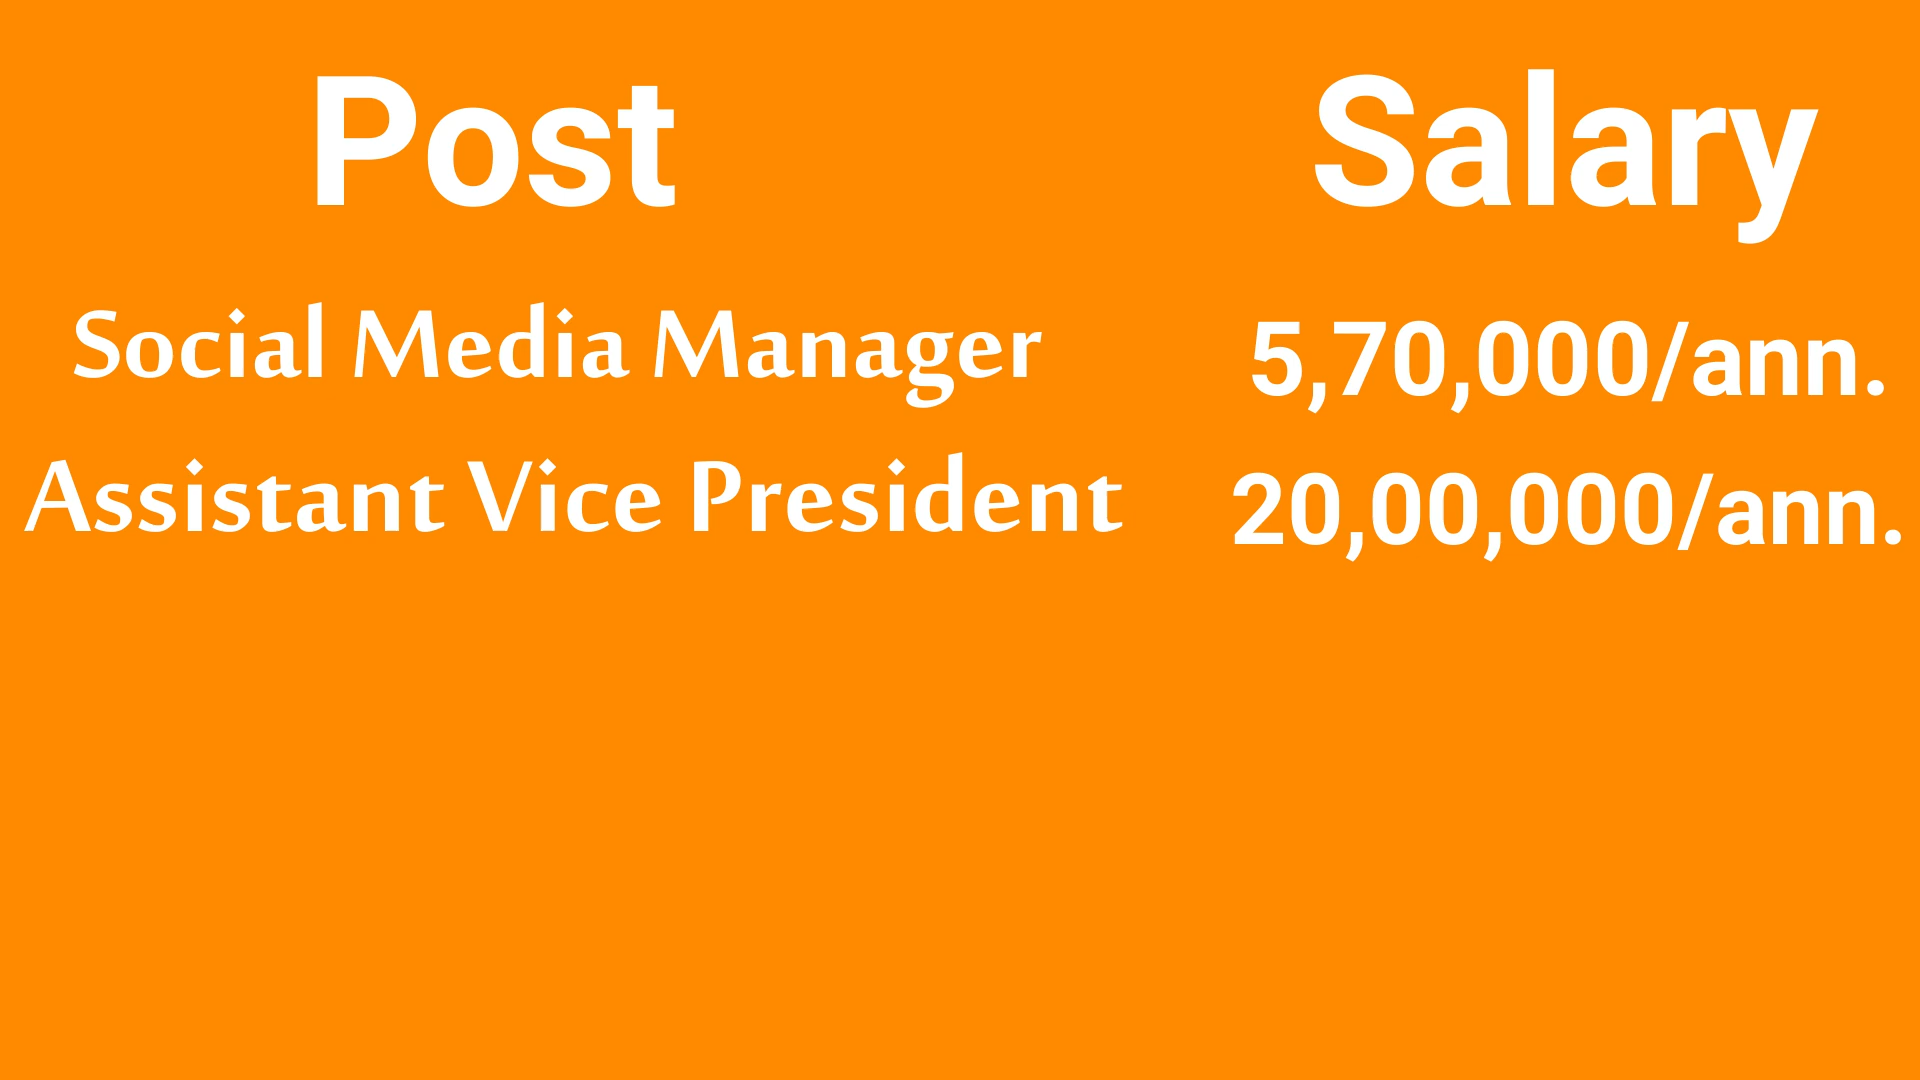 Post Salary
Social Media Manager 5,70,000/ann.
Assistant Vice President 20,00,000/ann.